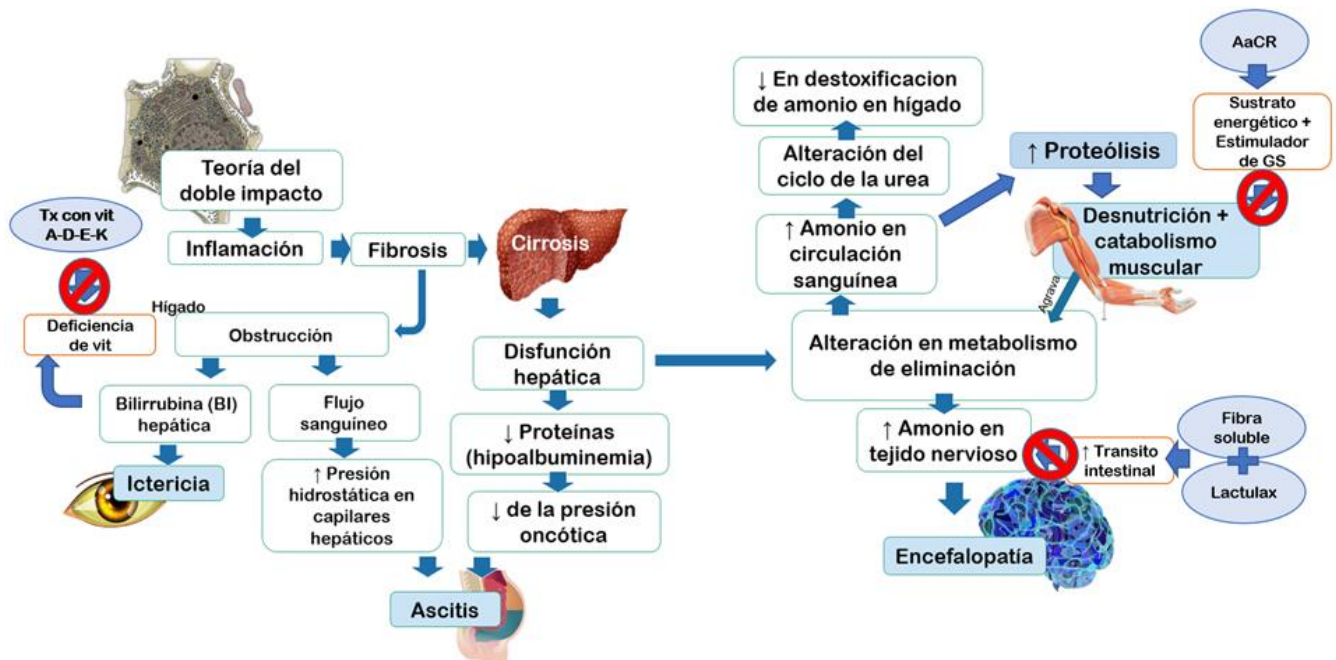 Teoría del
doble impacto
Inflamación
Fibrosis
Cirrosis
Tx con vit
A-D-E-K
Deficiencia
de vit
Hígado
Obstrucción
Bilirrubina (BI)
hepática
Ictericia
Flujo
sanguíneo
↑ Presión
hidrostática en
capilares
hepáticos
Disfunción
hepática
↓ Proteínas
(hipoalbuminemia)
↓ de la presión
oncótica
Ascitis
↓ En destoxificacion
de amonio en hígado
Alteración del
ciclo de la urea
↑ Amonio en
circulación
sanguínea
Alteración en metabolismo
de eliminación
↑ Amonio en
tejido nervioso
Encefalopatía
↑ Proteólisis
Desnutrición +
catabolismo
muscular
Agrava
AaCR
Sustrato
energético +
Estimulador
de GS
↑ Transito
intestinal
Fibra
soluble
Lactulax